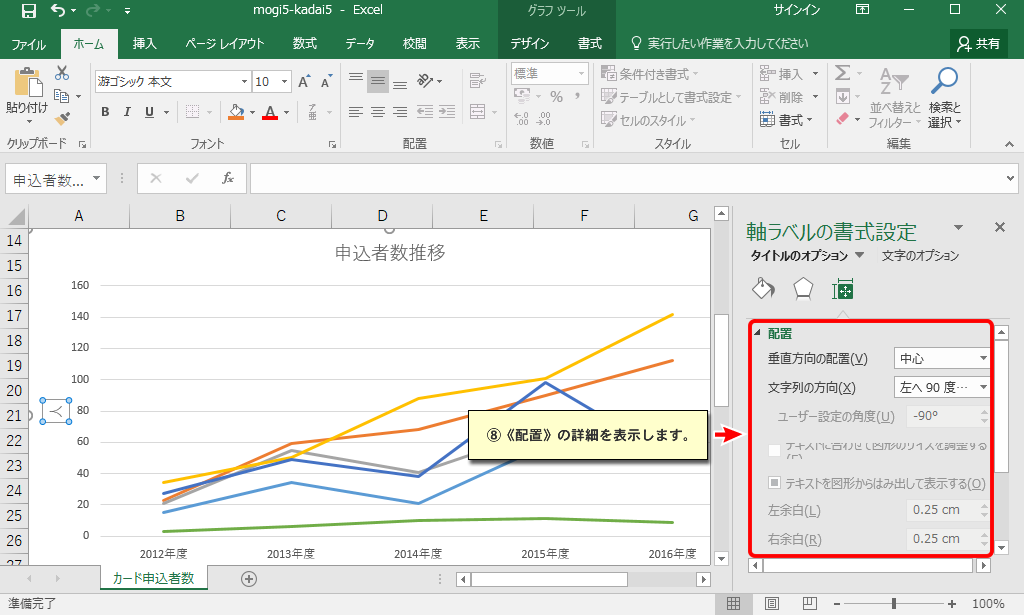 mogi5-kadai5 - Excel
グラフ ツール
サインイン
ファイル ホーム 挿入 ページ レイアウト 数式 データ 校閲 表示 デザイン 書式 実行したい作業を入力してください 共有
貼り付け
游ゴシック 本文 10 A A
B I U A
標準
% ,
条件付き書式
テーブルとして書式設定
セルのスタイル
挿入
削除
書式
並べ替えと フィルター
検索と 選択
クリップボード フォント 配置 数値 スタイル セル 編集
申込者数... fx
A B C D E F G
14
15
16
17
18
19
20
21
22
23
24
25
26
27
申込者数推移
160
140
120
100
80
60
40
20
0
人
2012年度 2013年度 2014年度 2015年度 2016年度
⑧《配置》の詳細を表示します。
軸ラベルの書式設定
タイトルのオプション 文字のオプション
配置
垂直方向の配置(V) 中心
文字列の方向(X) 左へ 90 度…
ユーザー設定の角度(U) -90°
テキストに合わせて図形のサイズを調整する(F)
テキストを図形からはみ出して表示する(O)
左余白(L) 0.25 cm
右余白(R) 0.25 cm
カード申込者数
準備完了 100%